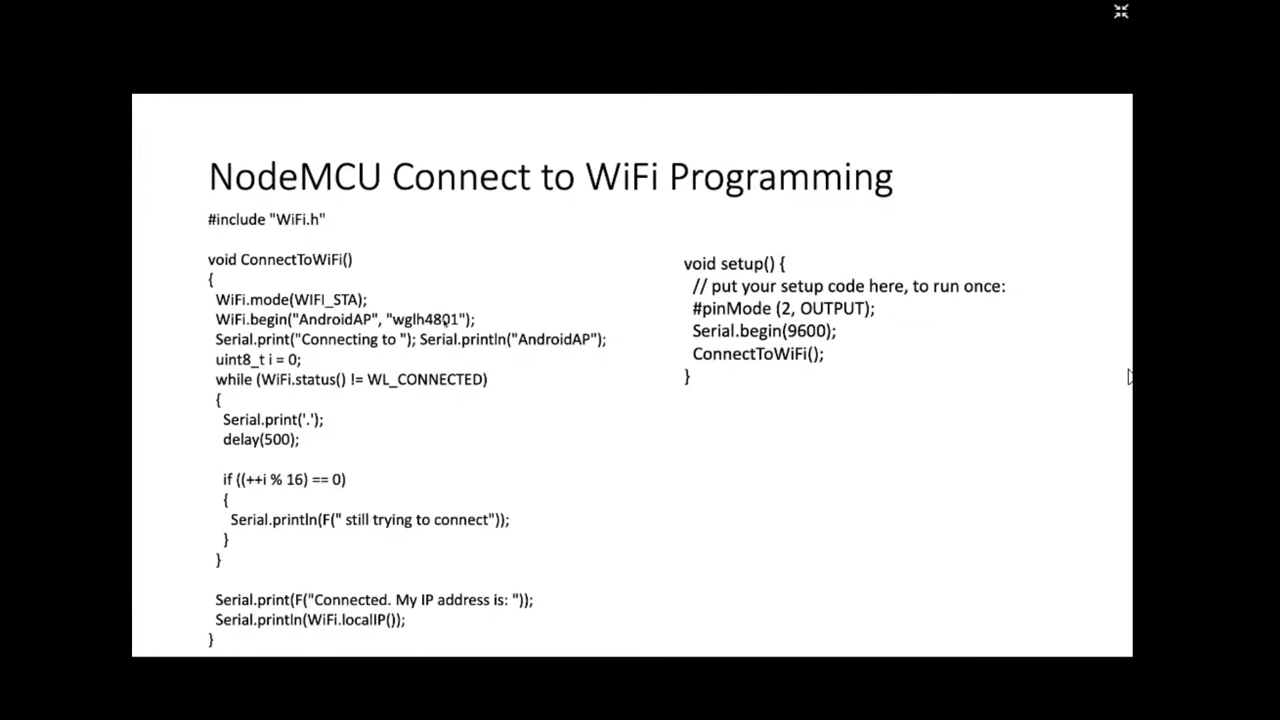 NodeMCU Connect to WiFi Programming
#include "WiFi.h"
void ConnectToWiFi()
{
WiFi.mode(WIFI_STA);
WiFi.begin("AndroidAP", "wglh4801");
Serial.print("Connecting to "); Serial.println("AndroidAP");
uint8_t i = 0;
while (WiFi.status() != WL_CONNECTED)
{
Serial.print('.');
delay(500);
if ((++i % 16) == 0)
{
Serial.println(F(" still trying to connect"));
}
}
Serial.print(F("Connected. My IP address is: "));
Serial.println(WiFi.localIP());
}
void setup() {
// put your setup code here, to run once:
#pinMode (2, OUTPUT);
Serial.begin(9600);
ConnectToWiFi();
}